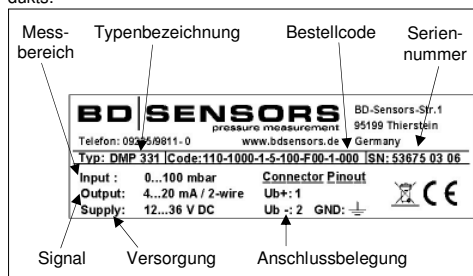 dukts:
Mess-
bereich
Typenbezeichnung
Bestellcode
Serien-
nummer
BD|SENSORS
pressure measurement
BD-Sensors-Str.1
95199 Thierstein
Telefon: 09235/9811-0 www.bdsensors.de Germany
Typ: DMP 331 Code:110-1000-1-5-100-F00-1-000 SN: 53675 03 06
Input : 0...100 mbar Connector Pinout
Output: 4...20 mA / 2-wire Ub+: 1
Supply: 12...36 V DC Ub -: 2 GND:
CE
Signal
Versorgung
Anschlussbelegung